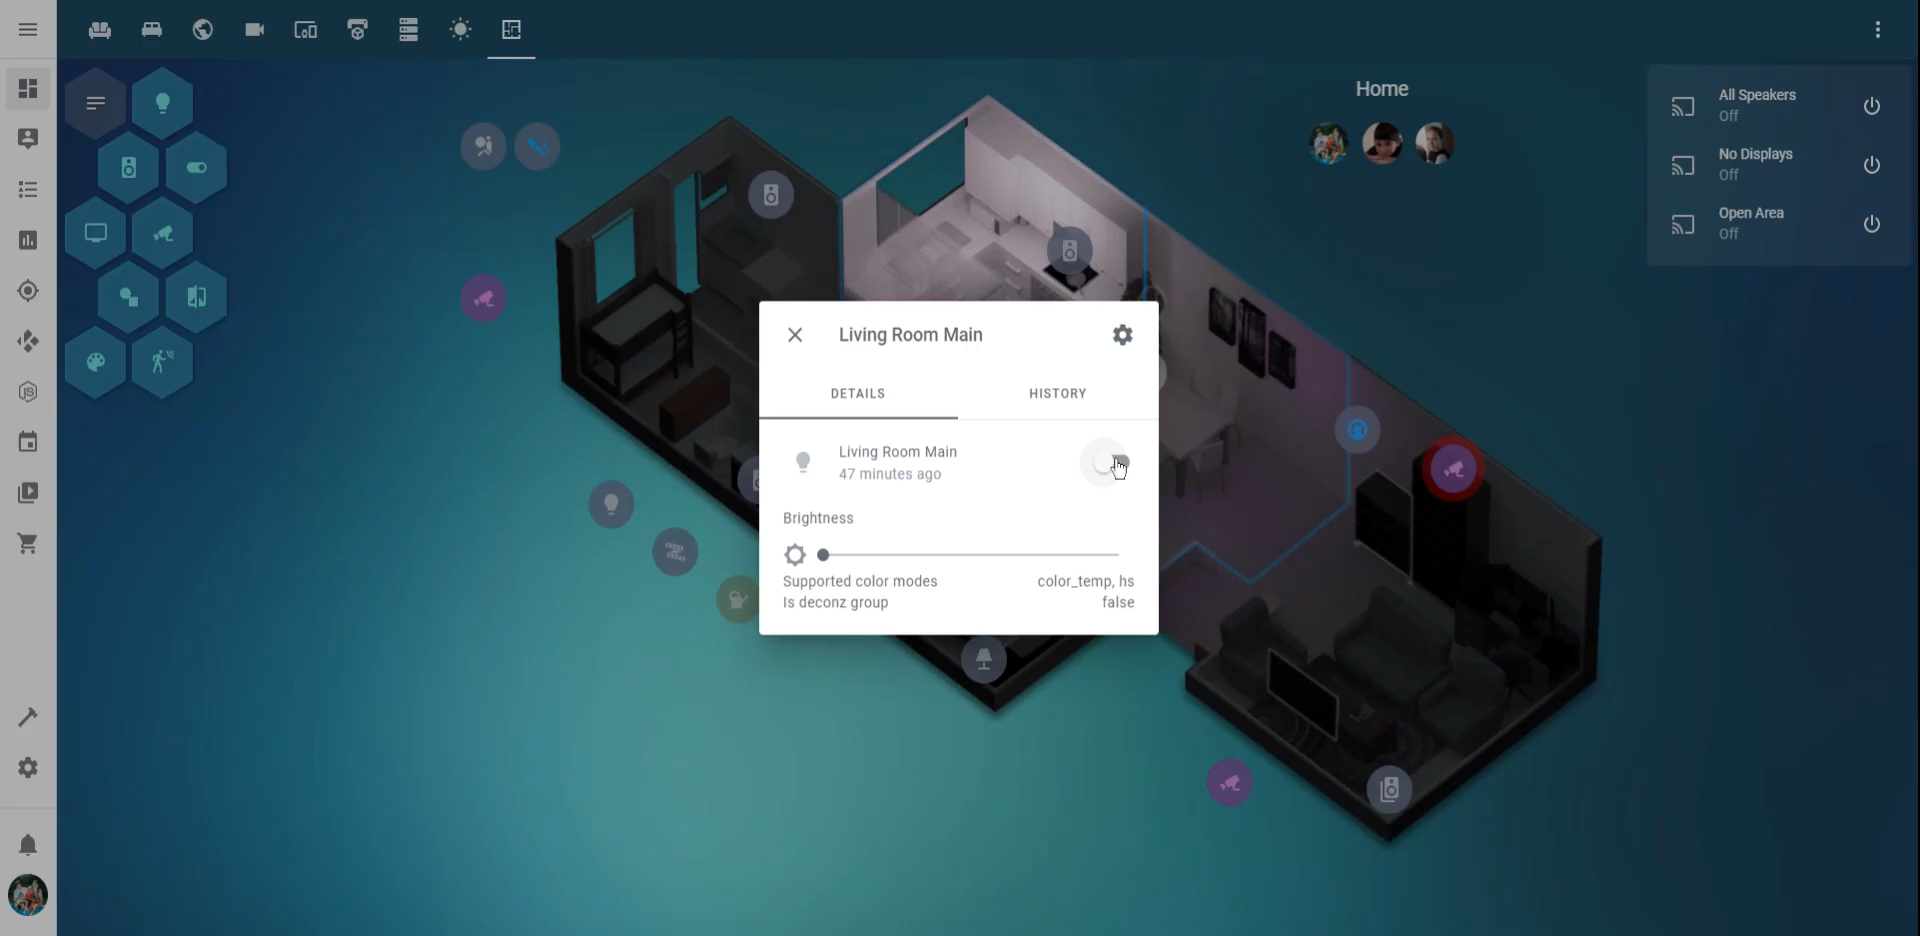 Home
All Speakers
Off
No Displays
Off
Open Area
Off
Living Room Main
DETAILS
HISTORY
Living Room Main
47 minutes ago
Brightness
Supported color modes color_temp, hs
Is deconz group false
JS